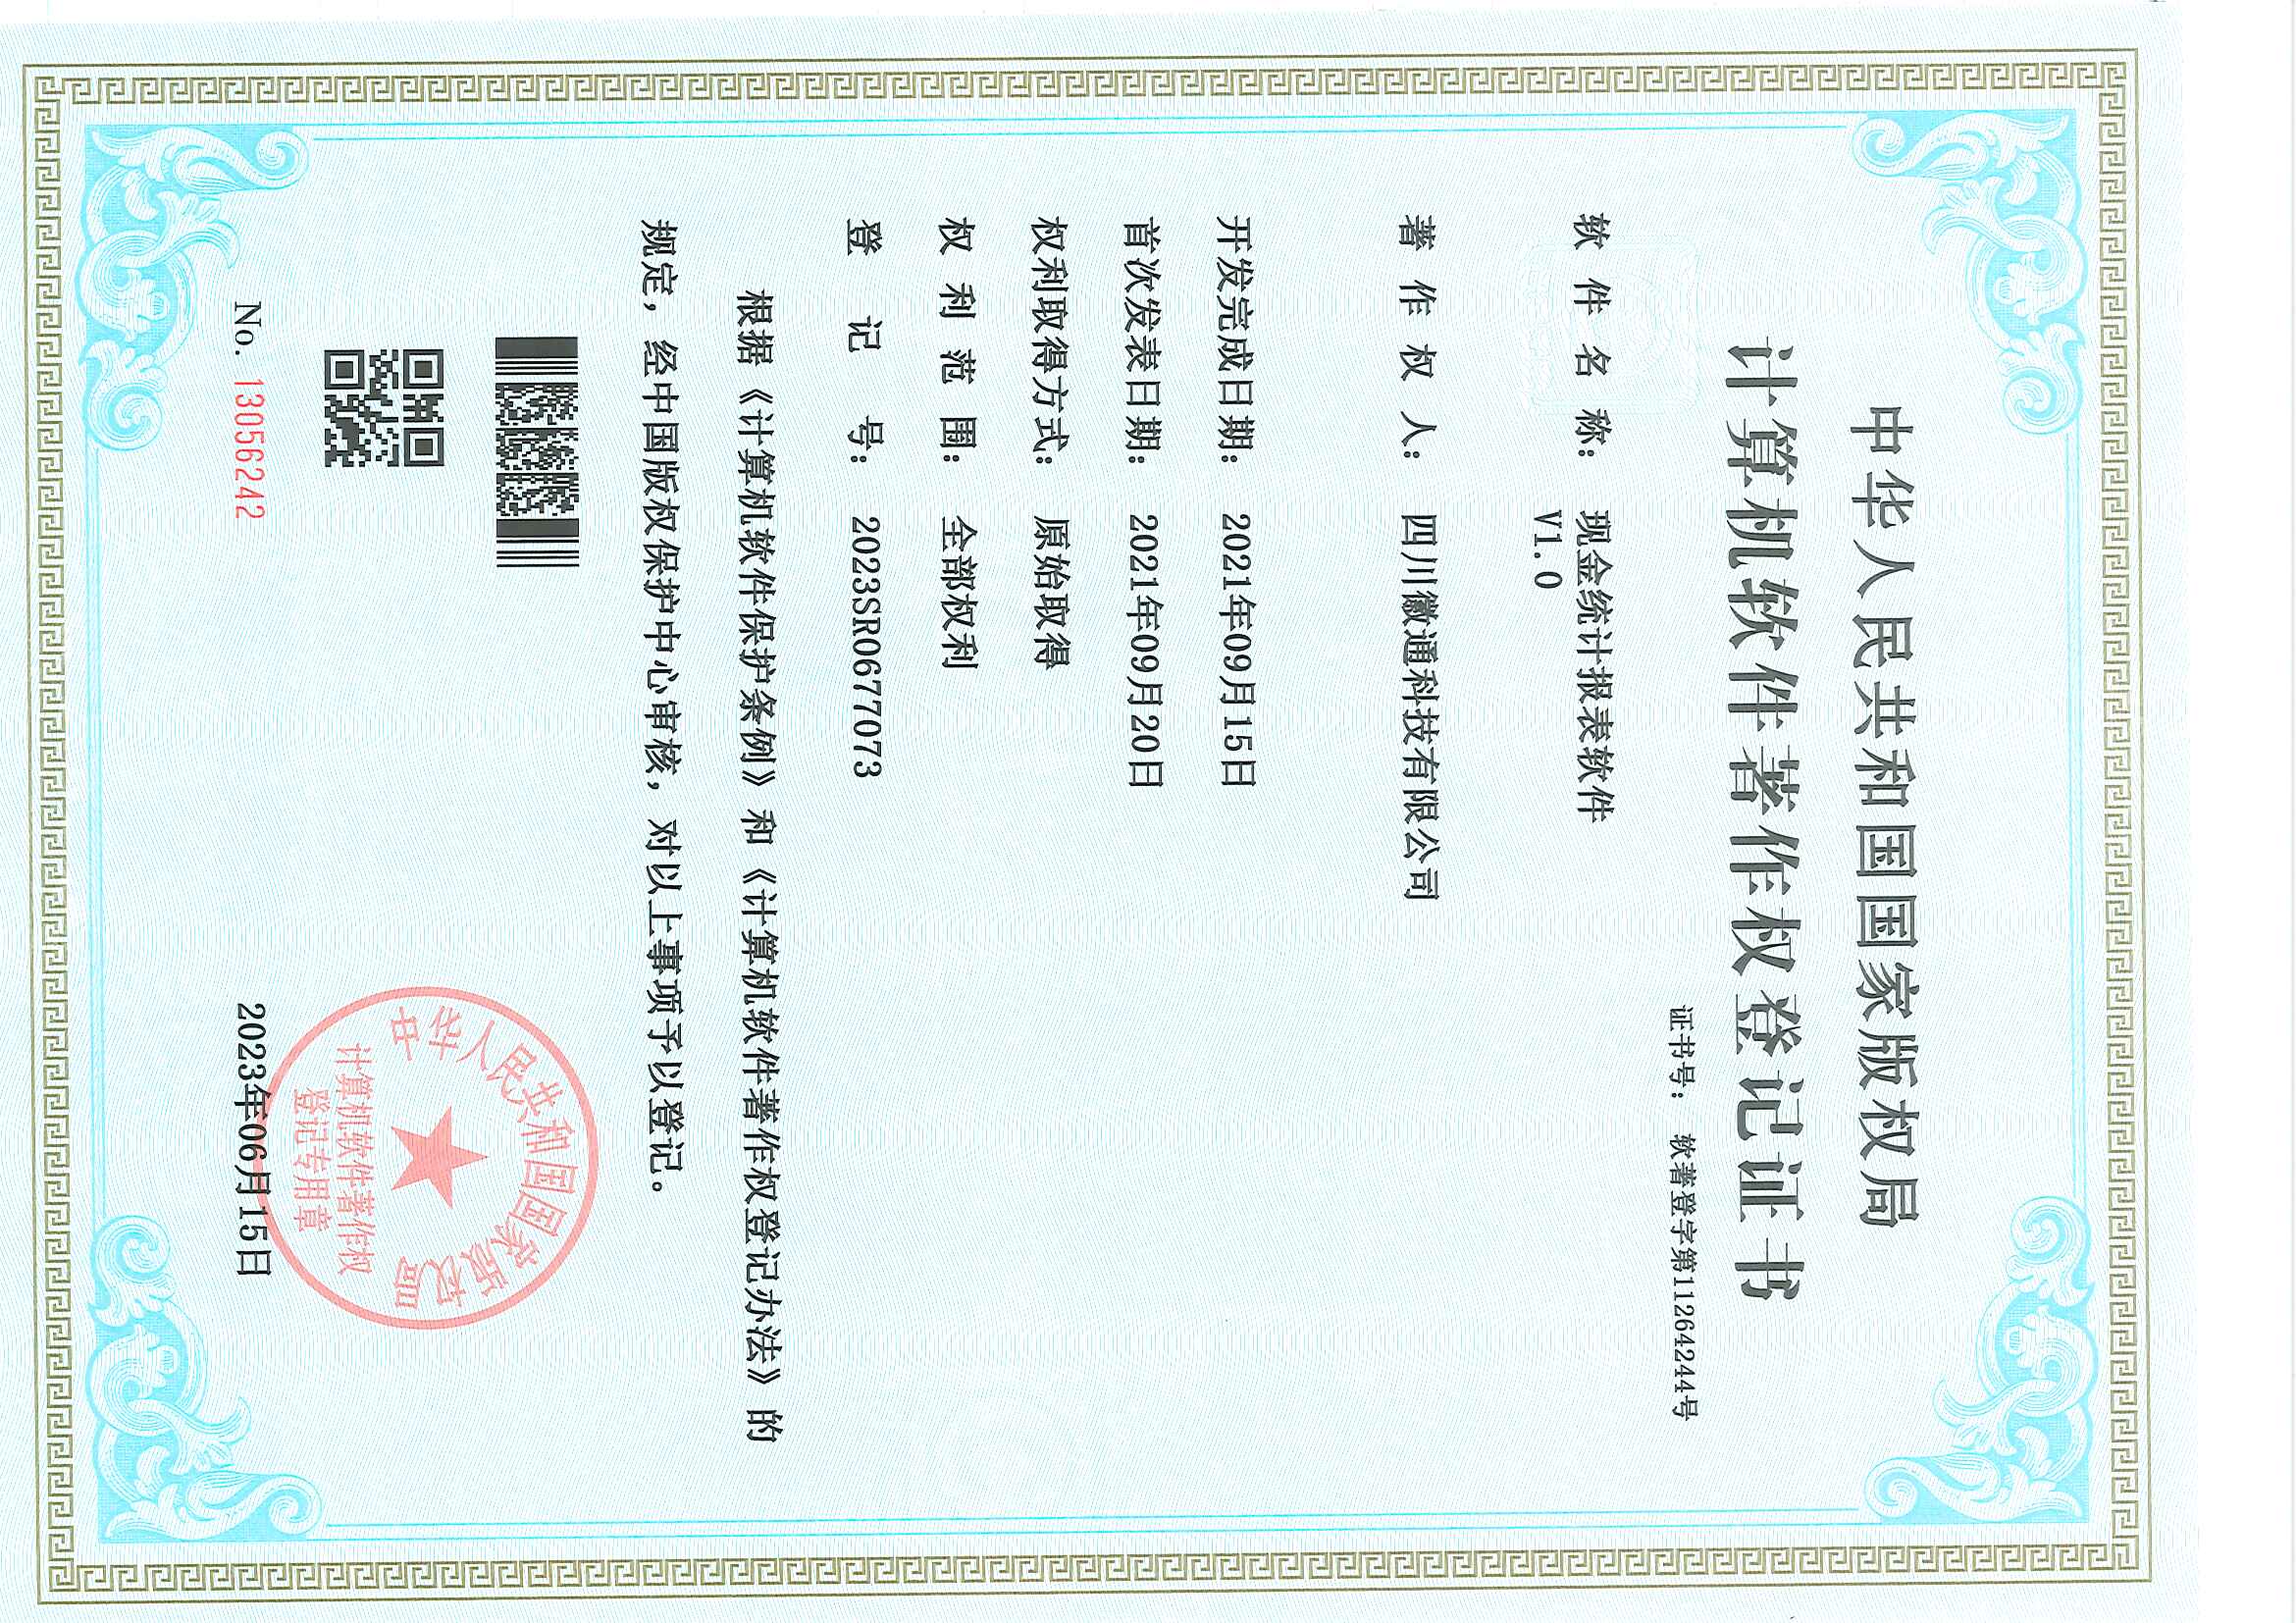 中华人民共和国国家版权局
计算机软件著作权登记证书
证书号： 软著登字第11264244号
软件名称： 现金统计报表软件
V1.0
著作权人： 四川徽通科技有限公司
开发完成日期： 2021年09月15日
首次发表日期： 2021年09月20日
权利取得方式： 原始取得
权利范围： 全部权利
登记号： 2023SR0677073
根据《计算机软件保护条例》和《计算机软件著作权登记办法》的
规定，经中国版权保护中心审核，对以上事项予以登记。
中华人民共和国国家版权局
计算机软件著作权
登记专用章
No. 13056242
2023年06月15日